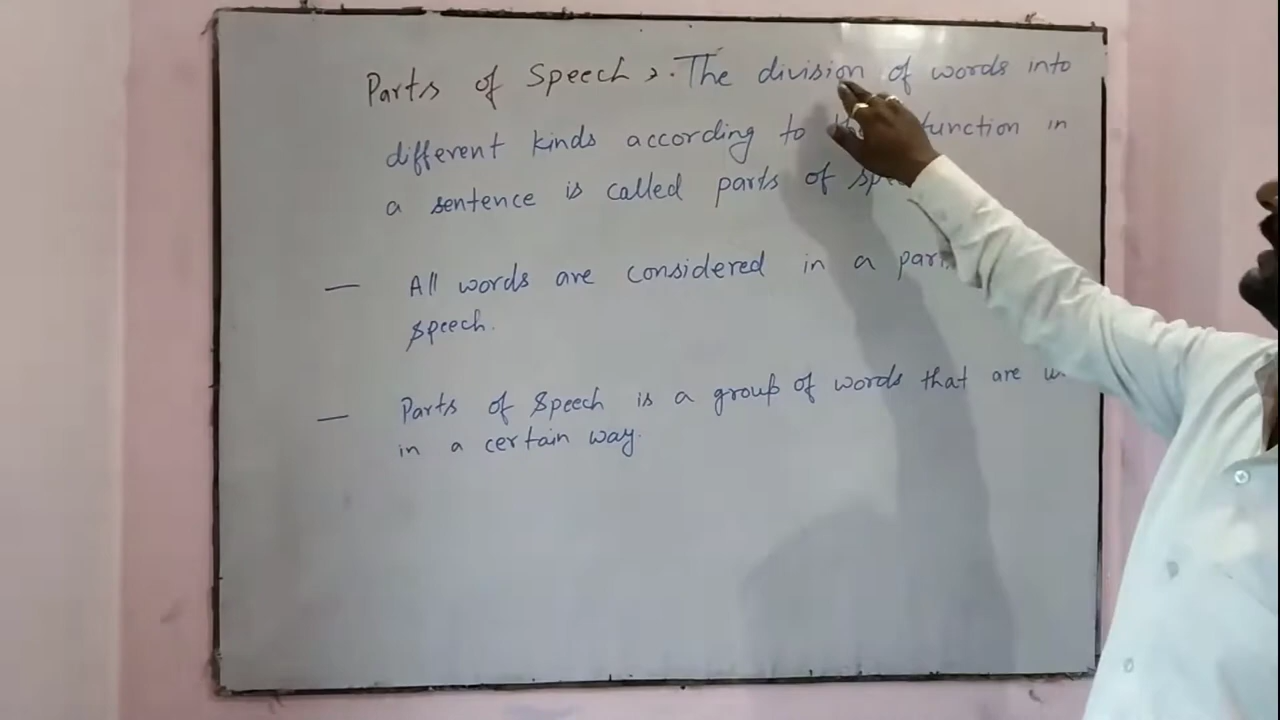 Parts of Speech :- The division of words into
different kinds according to function in
a sentence is called parts of
— All words are considered in a
speech.
— Parts of speech is a group of words that are
in a certain way.